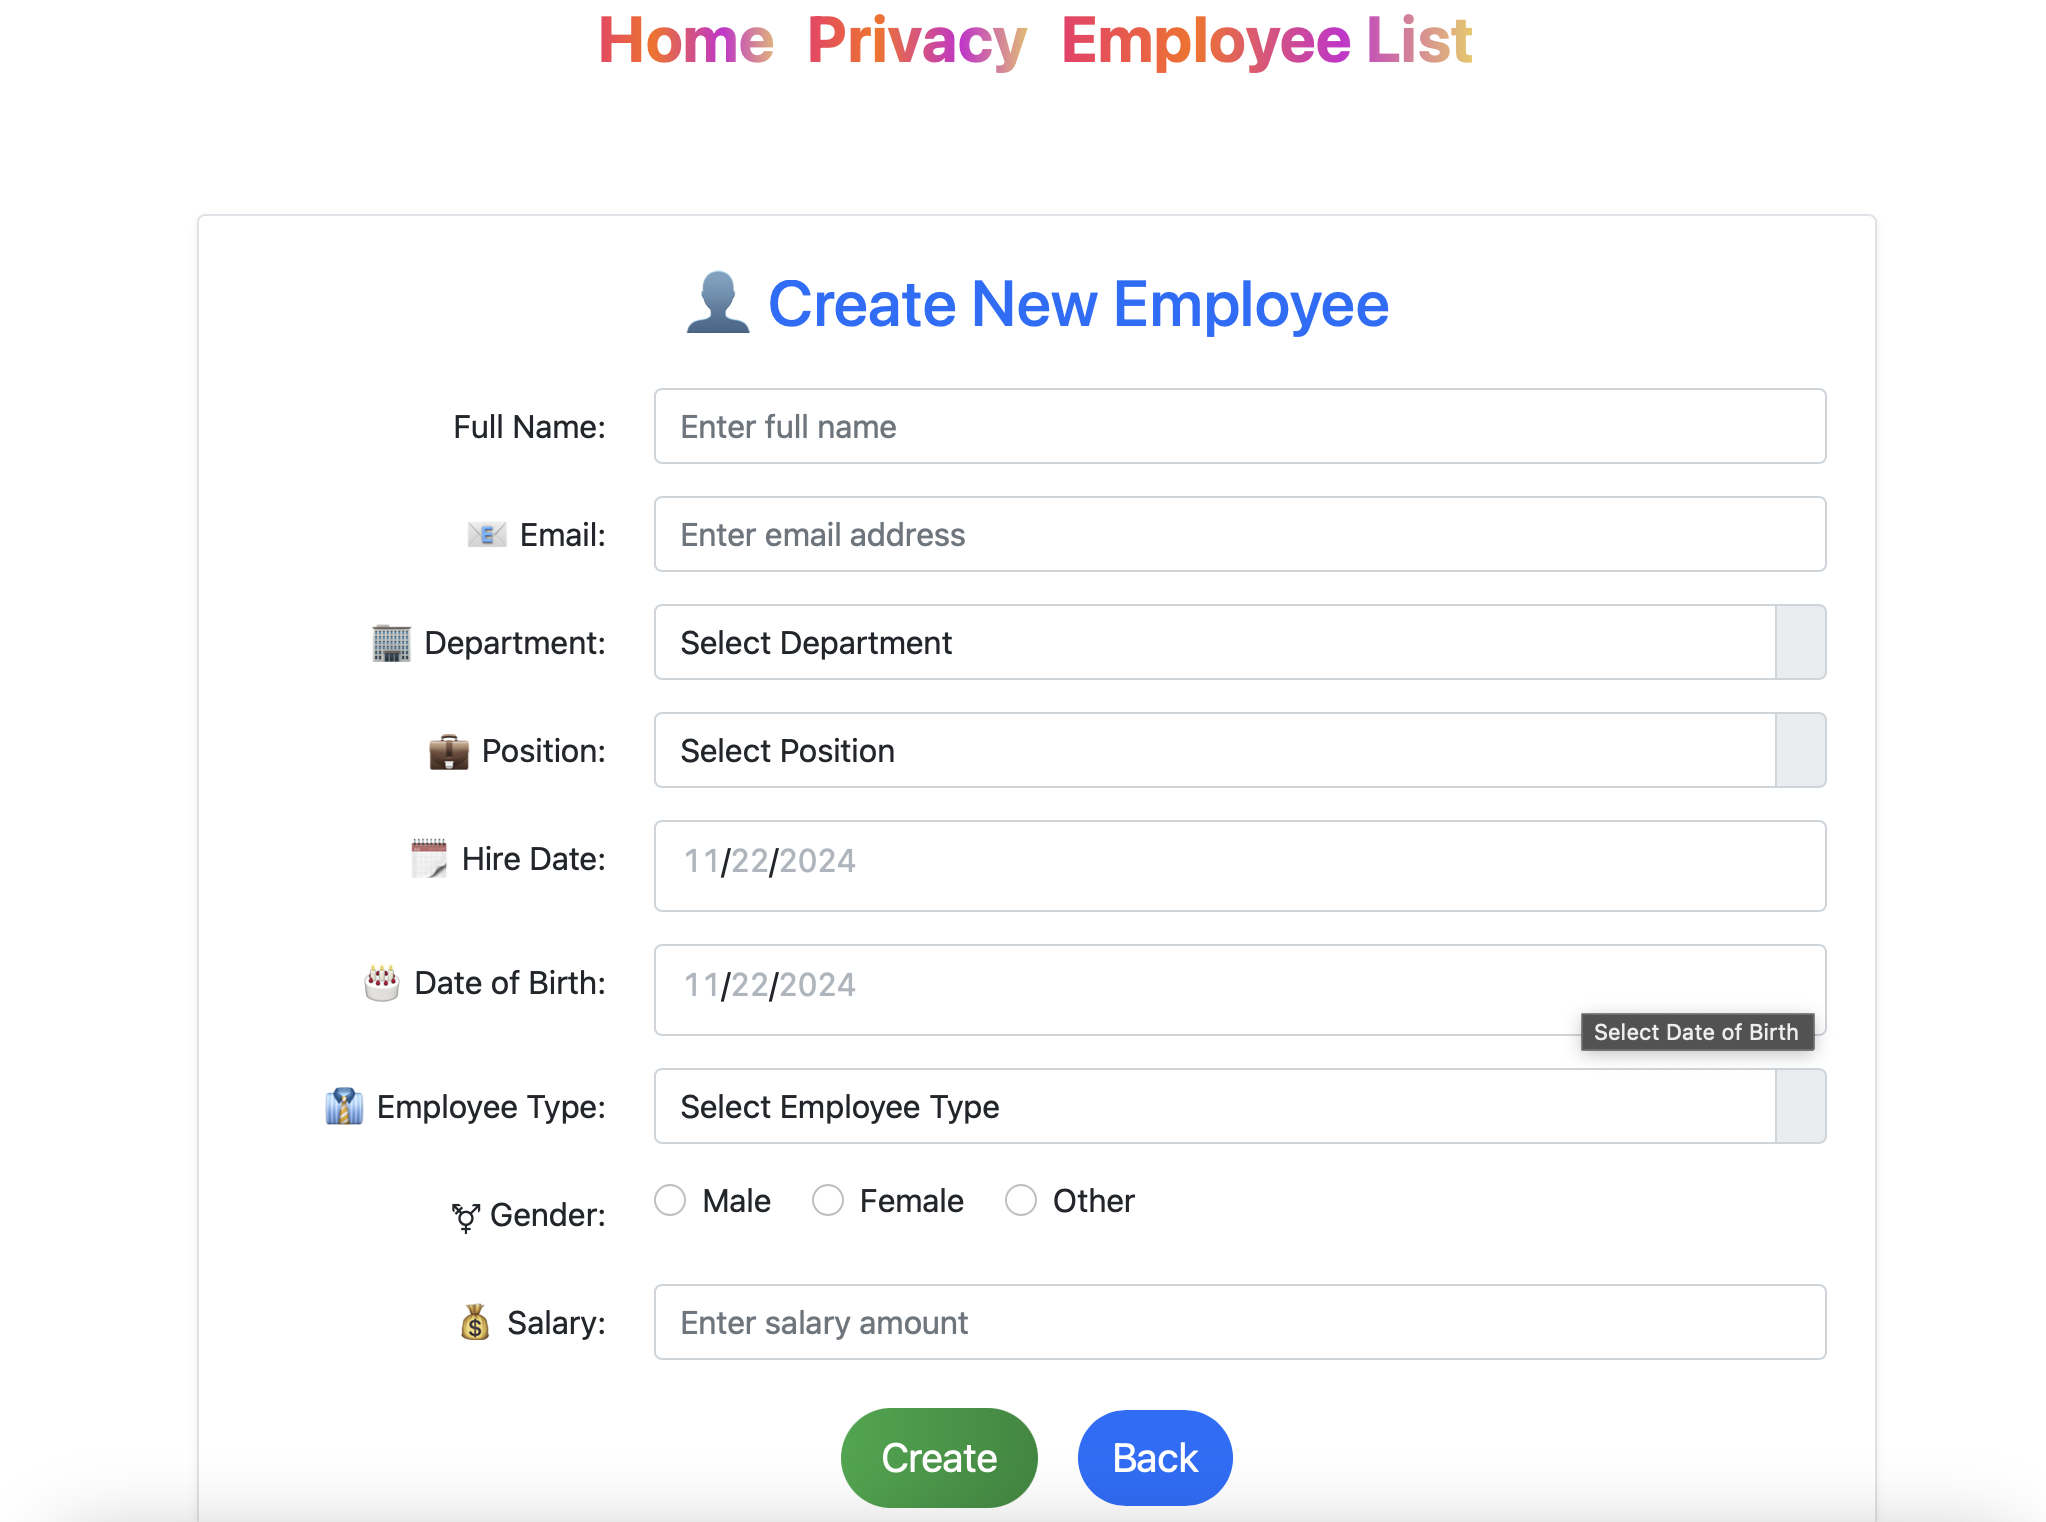 Home Privacy Employee List
Create New Employee
Full Name: Enter full name
Email: Enter email address
Department: Select Department
Position: Select Position
Hire Date: 11/22/2024
Date of Birth: 11/22/2024
Select Date of Birth
Employee Type: Select Employee Type
Gender: Male Female Other
Salary: Enter salary amount
Create Back